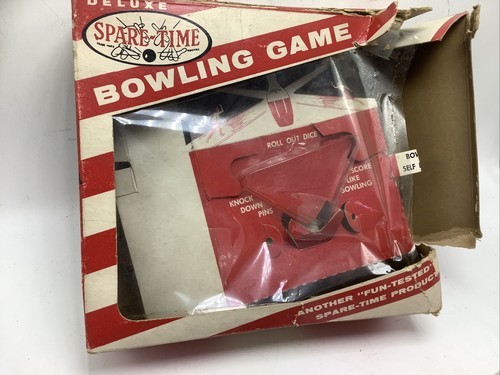 DELUXE
SPARE-TIME
BOWLING GAME
ROLL OUT DICE
KNOCK
DOWN
PINS
SCORE
LIKE
BOWLING
SELF
ANOTHER "FUN-TESTED"
SPARE-TIME PRODUCT